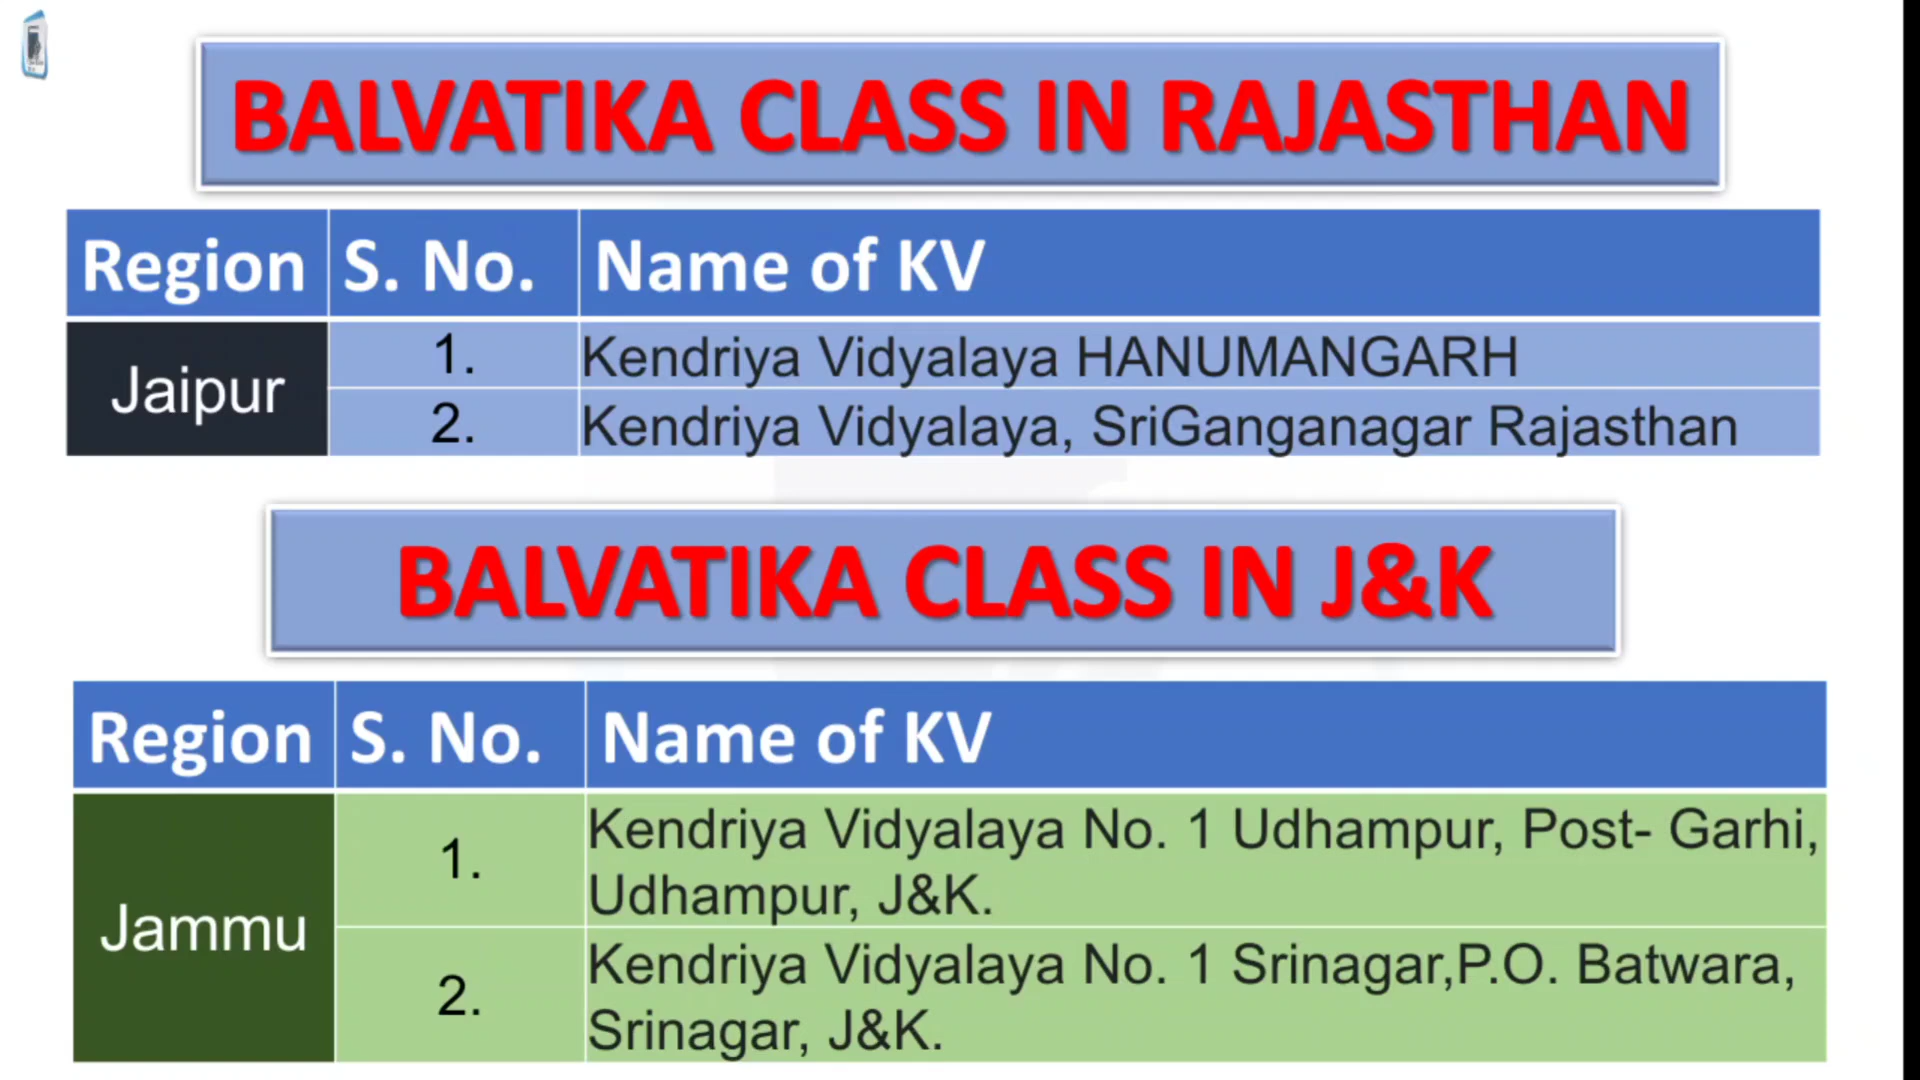 BALVATIKA CLASS IN RAJASTHAN
Region S. No. Name of KV
Jaipur
1. Kendriya Vidyalaya HANUMANGARH
2. Kendriya Vidyalaya, SriGanganagar Rajasthan
BALVATIKA CLASS IN J&K
Region S. No. Name of KV
Jammu
1. Kendriya Vidyalaya No. 1 Udhampur, Post- Garhi,
Udhampur, J&K.
2. Kendriya Vidyalaya No. 1 Srinagar,P.O. Batwara,
Srinagar, J&K.